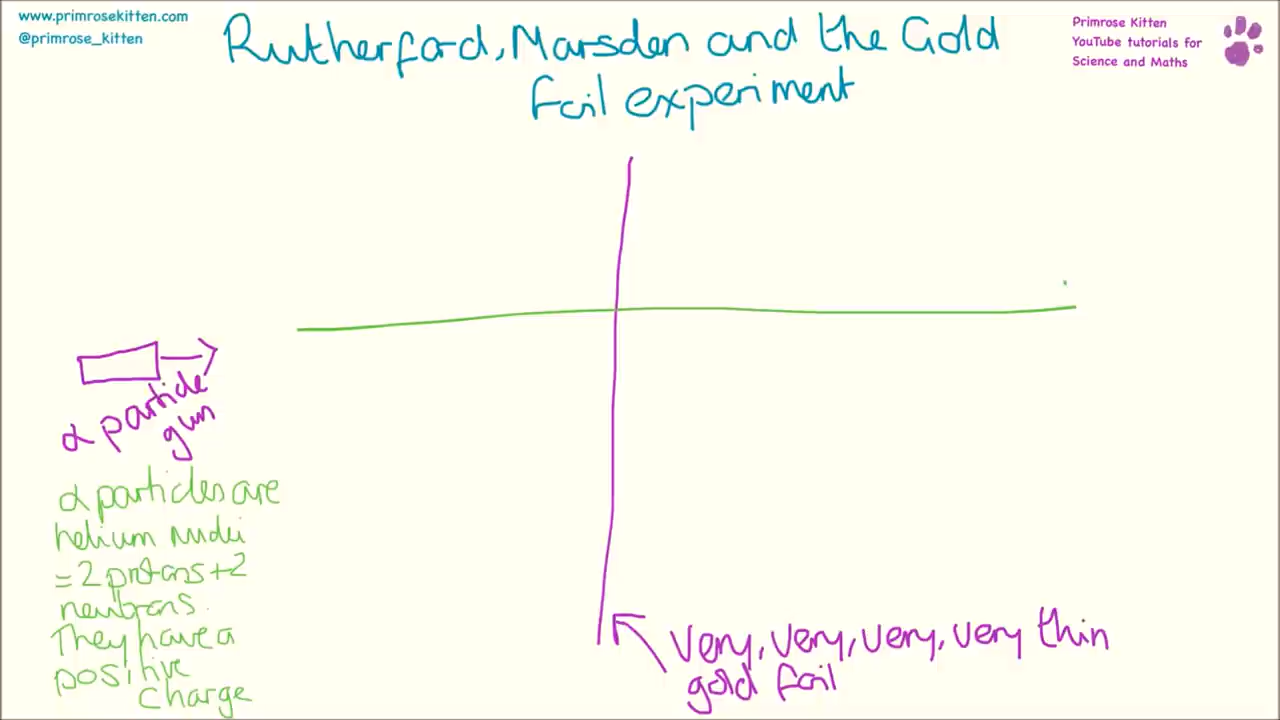 www.primrosekitten.com
@primrose_kitten
Primrose Kitten
YouTube tutorials for
Science and Maths
Rutherford, Marsden and the Gold
foil experiment
α particle
gun
α particles are
helium nuclei
= 2 protons + 2
neutrons.
They have a
positive
charge
very, very, very, very thin
gold foil